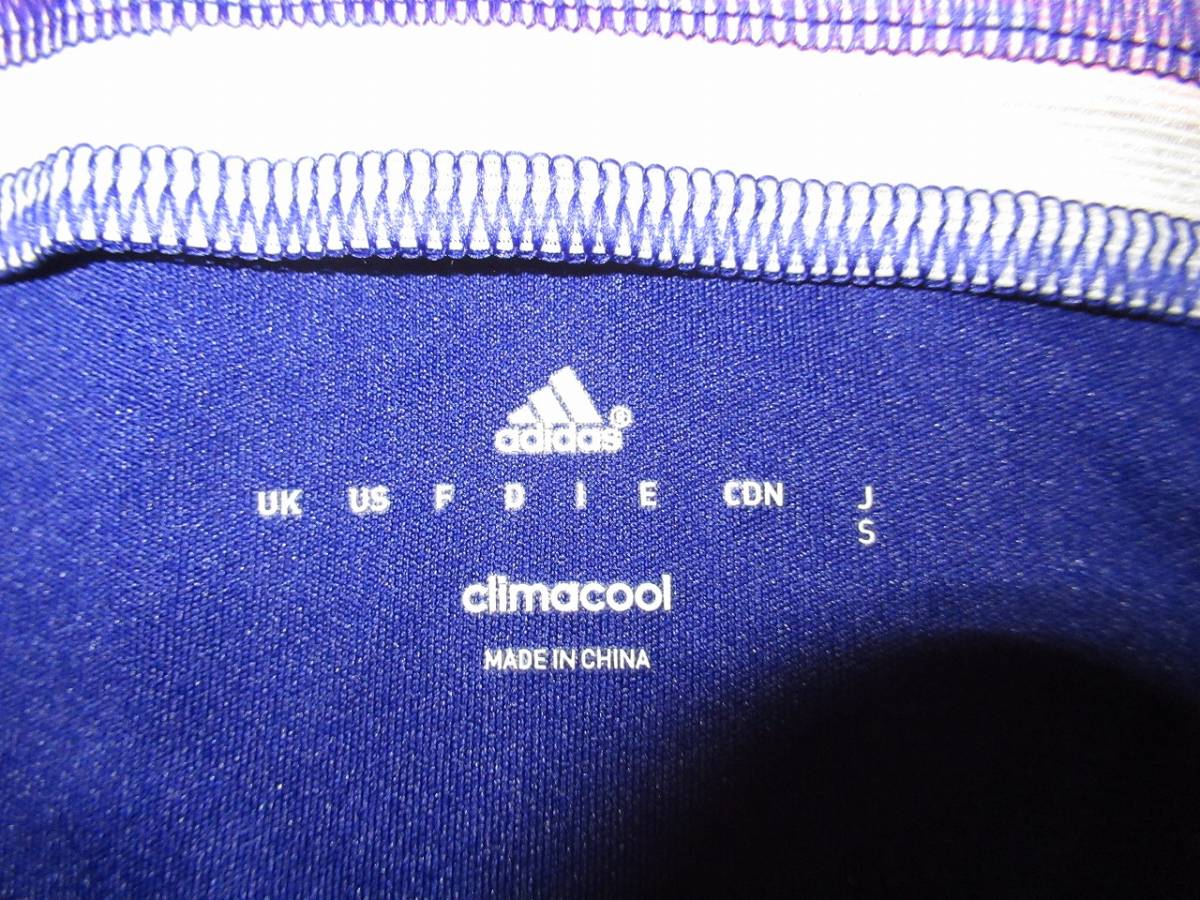 adidas®
UK US F D I E CDN J
S
climacool
MADE IN CHINA